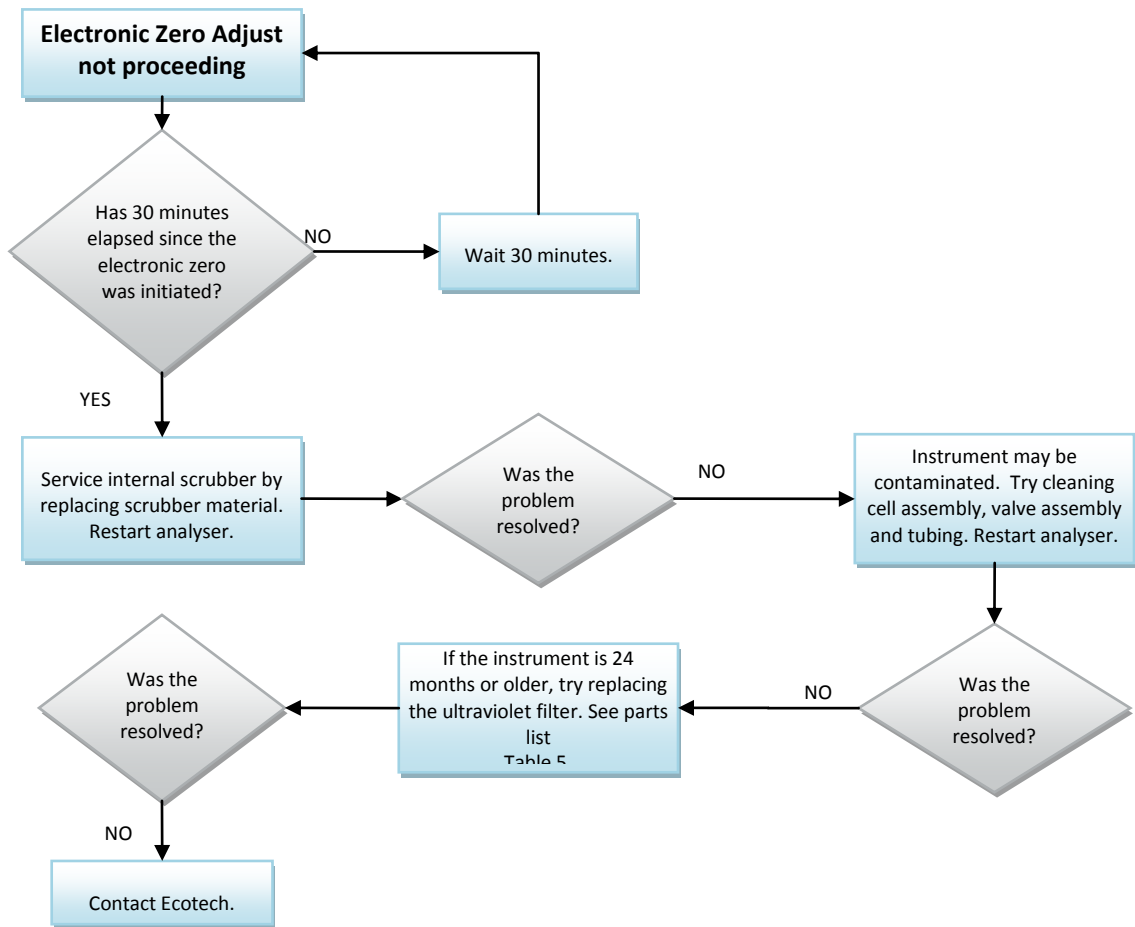 Electronic Zero Adjust
not proceeding
Has 30 minutes
elapsed since the
electronic zero
was initiated?
NO
Wait 30 minutes.
YES
Service internal scrubber by
replacing scrubber material.
Restart analyser.
Was the
problem
resolved?
NO
Instrument may be
contaminated. Try cleaning
cell assembly, valve assembly
and tubing. Restart analyser.
Was the
problem
resolved?
NO
If the instrument is 24
months or older, try replacing
the ultraviolet filter. See parts
list
Table 5
Was the
problem
resolved?
NO
Contact Ecotech.